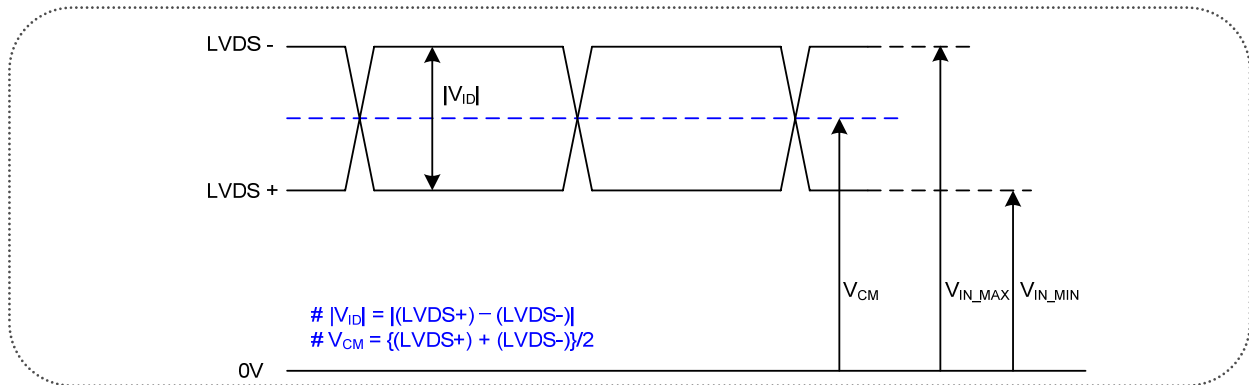 LVDS -
|VID|
LVDS +
VCM
VIN_MAX
VIN_MIN
# |VID| = |(LVDS+) – (LVDS-)|
# VCM = {(LVDS+) + (LVDS-)}/2
0V